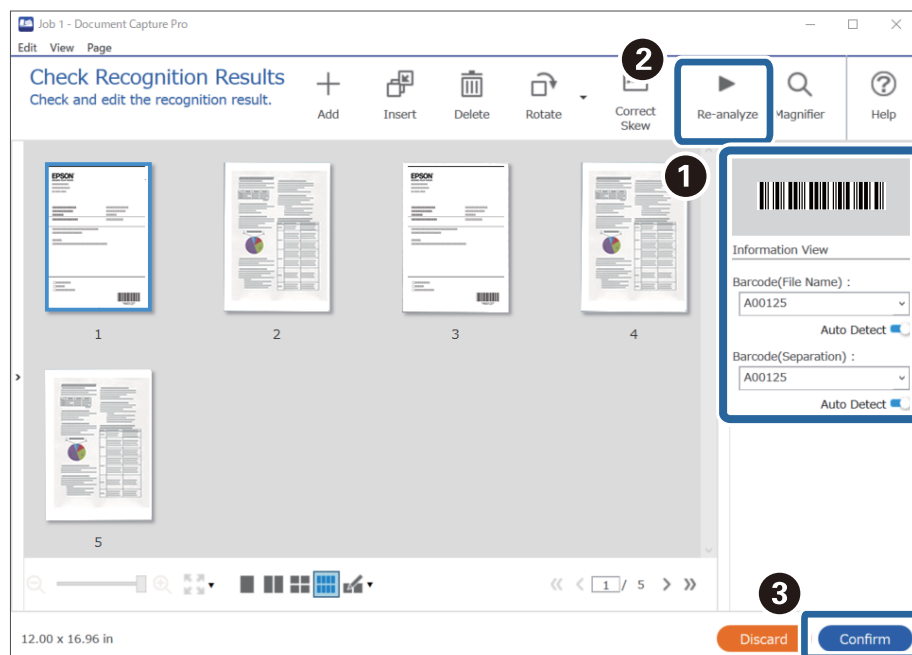 Job 1 - Document Capture Pro
Edit View Page
Check Recognition Results
Check and edit the recognition result.
Add
Insert
Delete
Rotate
Correct
Skew
Re-analyze
Magnifier
Help
2
1
EPSON
EPSON
1
2
3
4
5
Information View
Barcode(File Name) :
A00125
Auto Detect
Barcode(Separation) :
A00125
Auto Detect
1 / 5
3
12.00 x 16.96 in
Discard
Confirm